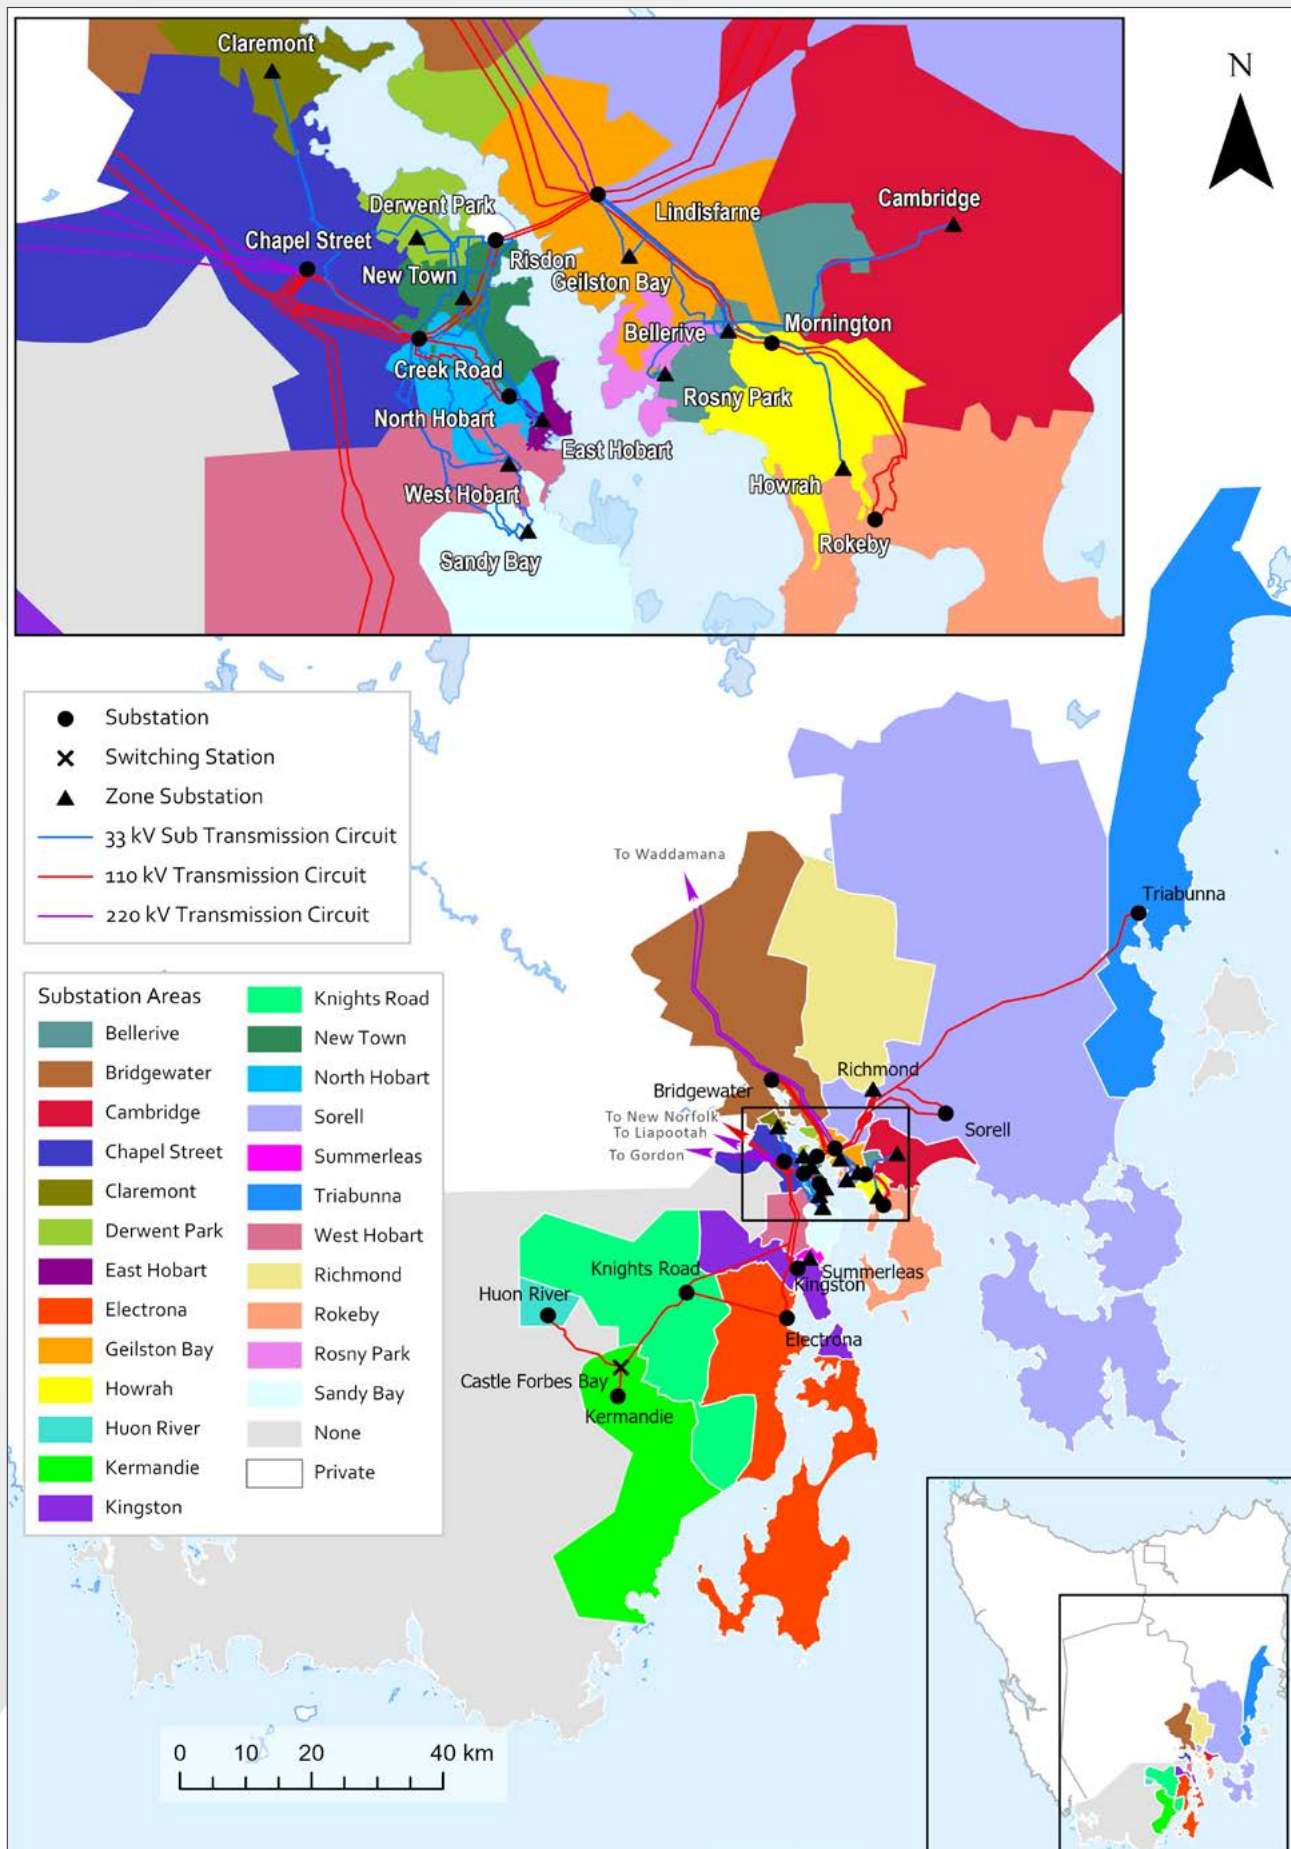 N
Claremont
Cambridge
Derwent Park
Lindisfarne
Chapel Street
Risdon
New Town
Geilston Bay
Bellerive
Mornington
Creek Road
Rosny Park
North Hobart
East Hobart
West Hobart
Howrah
Rokeby
Sandy Bay
Substation
Switching Station
Zone Substation
33 kV Sub Transmission Circuit
110 kV Transmission Circuit
220 kV Transmission Circuit
To Waddamana
Triabunna
Richmond
Bridgewater
To New Norfolk
To Liapootah
To Gordon
Sorell
Knights Road
Summerleas
Kingston
Huon River
Electrona
Castle Forbes Bay
Kermandie
Substation Areas
Bellerive
Bridgewater
Cambridge
Chapel Street
Claremont
Derwent Park
East Hobart
Electrona
Geilston Bay
Howrah
Huon River
Kermandie
Kingston
Knights Road
New Town
North Hobart
Sorell
Summerleas
Triabunna
West Hobart
Richmond
Rokeby
Rosny Park
Sandy Bay
None
Private
0 10 20 40 km